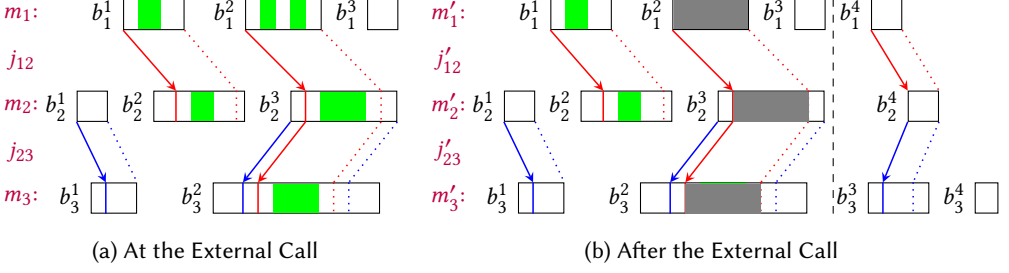 m₁: b₁¹ b₁² b₁³ m′₁: b₁¹ b₁² b₁³ b₁⁴
j₁₂ j′₁₂
m₂: b₂¹ b₂² b₂³ m′₂: b₂¹ b₂² b₂³ b₂⁴
j₂₃ j′₂₃
m₃: b₃¹ b₃² m′₃: b₃¹ b₃² b₃³ b₃⁴
(a) At the External Call (b) After the External Call